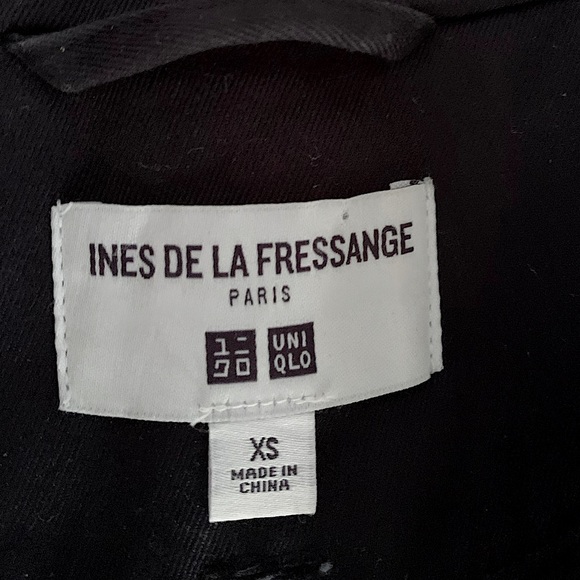 INES DE LA FRESSANGE
PARIS
ユニ
クロ
UNI
QLO
XS
MADE IN
CHINA